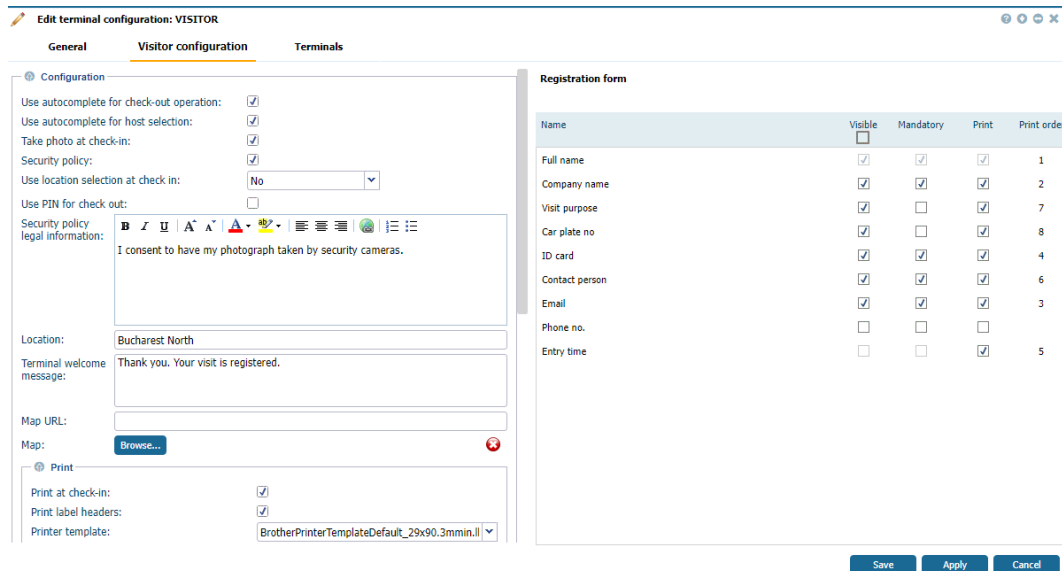 Edit terminal configuration: VISITOR
General Visitor configuration Terminals
Configuration
Use autocomplete for check-out operation:
Use autocomplete for host selection:
Take photo at check-in:
Security policy:
Use location selection at check in: No
Use PIN for check out:
Security policy legal information:
B I U A A A ab
I consent to have my photograph taken by security cameras.
Location: Bucharest North
Terminal welcome message: Thank you. Your visit is registered.
Map URL:
Map: Browse...
Print
Print at check-in:
Print label headers:
Printer template: BrotherPrinterTemplateDefault_29x90.3mmin.ll
Registration form
Name Visible Mandatory Print Print orde
Full name 1
Company name 2
Visit purpose 7
Car plate no 8
ID card 4
Contact person 6
Email 3
Phone no.
Entry time 5
Save Apply Cancel